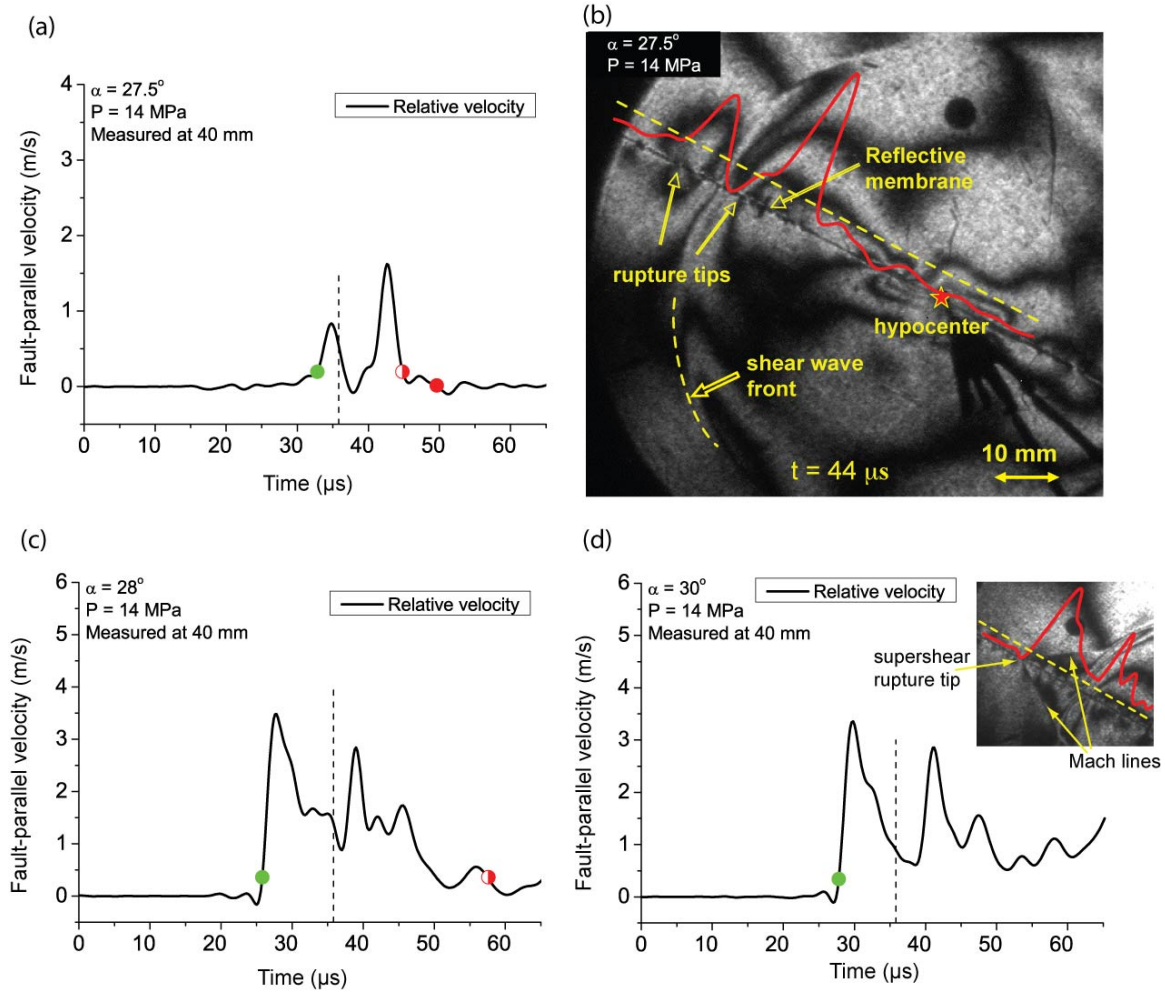 (a)
α = 27.5°
P = 14 MPa
Measured at 40 mm
Relative velocity
Fault-parallel velocity (m/s)
4
3
2
1
0
0 10 20 30 40 50 60
Time (µs)
(b)
α = 27.5°
P = 14 MPa
Reflective
membrane
rupture tips
hypocenter
shear wave
front
10 mm
t = 44 µs
(c)
α = 28°
P = 14 MPa
Measured at 40 mm
Relative velocity
Fault-parallel velocity (m/s)
6
5
4
3
2
1
0
0 10 20 30 40 50 60
Time (µs)
(d)
α = 30°
P = 14 MPa
Measured at 40 mm
Relative velocity
supershear
rupture tip
Mach lines
Fault-parallel velocity (m/s)
6
5
4
3
2
1
0
0 10 20 30 40 50 60
Time (µs)